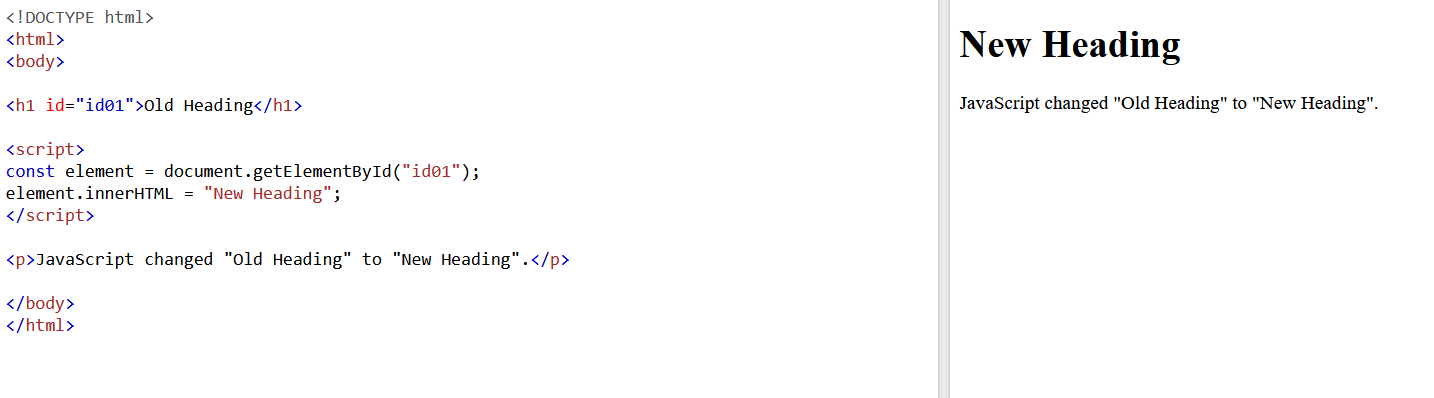 <!DOCTYPE html>
<html>
<body>
<h1 id="id01">Old Heading</h1>
<script>
const element = document.getElementById("id01");
element.innerHTML = "New Heading";
</script>
<p>JavaScript changed "Old Heading" to "New Heading".</p>
</body>
</html>
New Heading
JavaScript changed "Old Heading" to "New Heading".